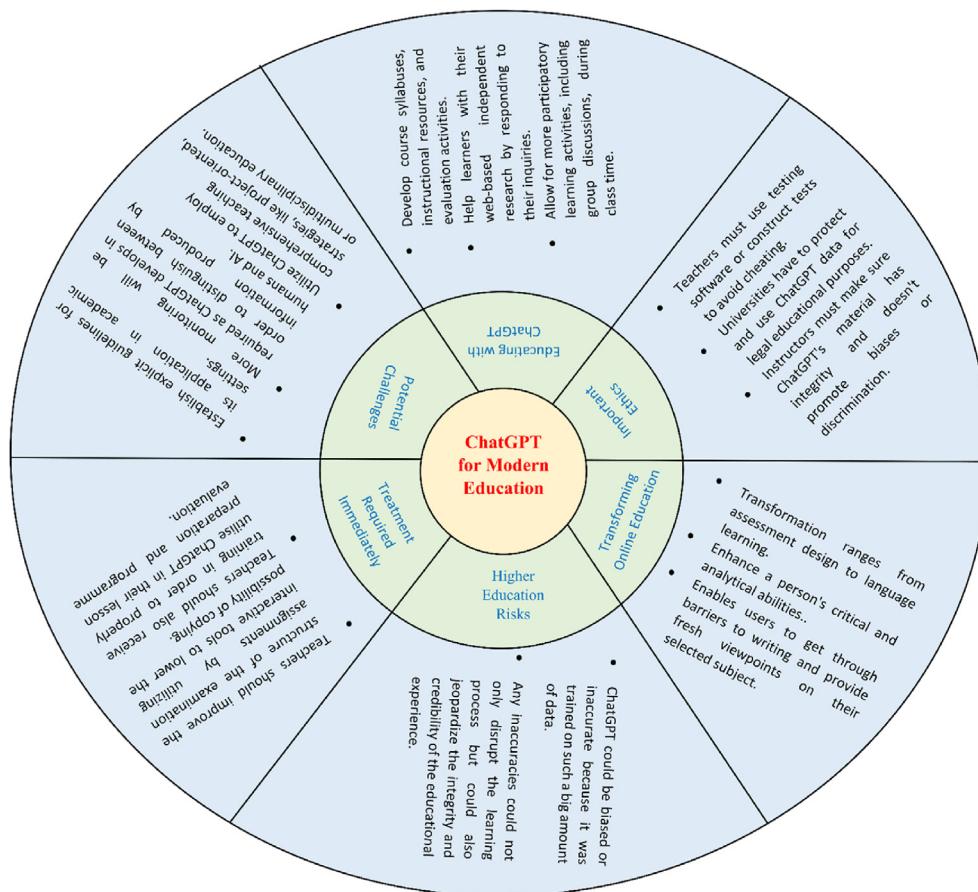 ChatGPT
for Modern
Education
Educating with
ChatGPT
• Develop course syllabuses,
instructional resources, and
evaluation activities.
• Help learners with their
web-based independent
research by responding to
their inquiries.
• Allow for more participatory
learning activities, including
group discussions, during
class time.
Important
Ethics
• Teachers must use testing
software or construct tests
to avoid cheating.
• Universities have to protect
and use ChatGPT data for
legal educational purposes.
• Instructors must make sure
ChatGPT's material has
integrity and doesn't
promote biases or
discrimination.
Transforming
Online Education
• Transformation ranges from
assessment design to language
learning.
• Enhance a person's critical and
analytical abilities..
• Enables users to get through
barriers to writing and provide
fresh viewpoints on their
selected subject.
Higher
Education
Risks
• ChatGPT could be biased or
inaccurate because it was
trained on such a big amount
of data.
• Any inaccuracies could not
only disrupt the learning
process but could also
jeopardize the integrity and
credibility of the educational
experience.
Treatment
Required
Immediately
• Teachers should improve the
structure of the examination
assignments by utilizing
interactive tools to lower the
possibility of copying.
• Teachers should also receive
training in order to properly
utilise ChatGPT in their lesson
preparation and programme
evaluation.
Potential
Challenges
• Establish explicit guidelines for
its application in academic
settings.
• More monitoring will be
required as ChatGPT develops in
order to distinguish between
information produced by
humans and AI.
• Utilize ChatGPT to employ
comprehensive teaching
strategies, like project-oriented,
or multidisciplinary education.